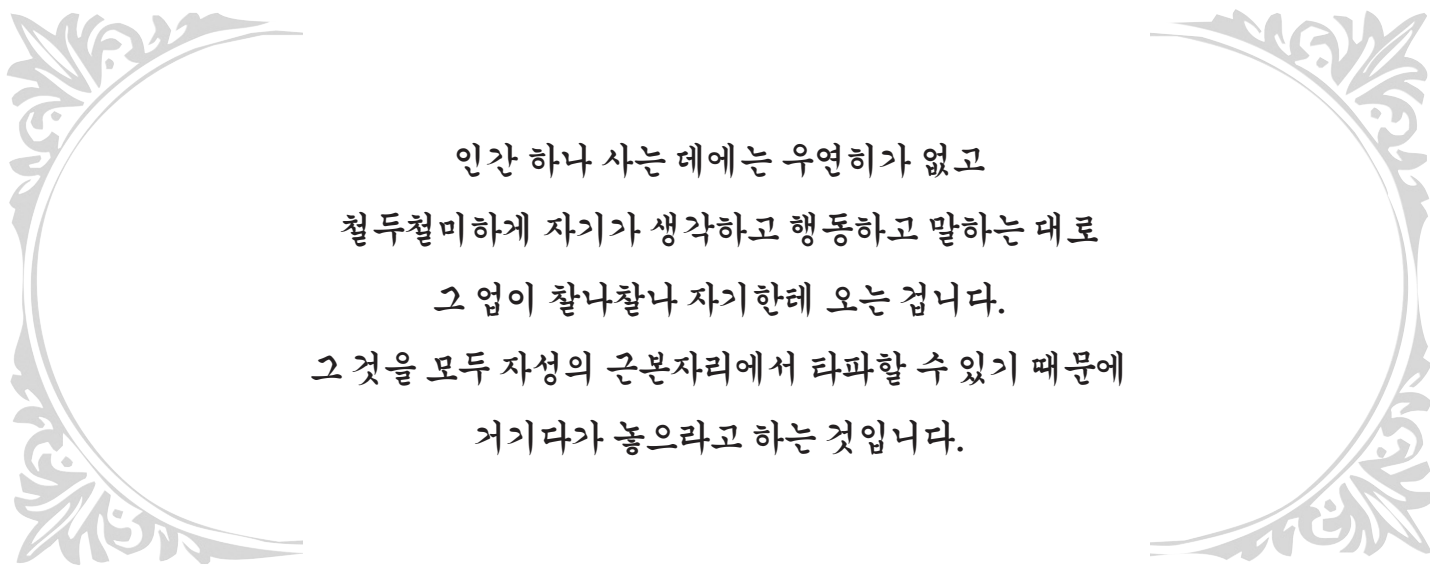 인간 하나 사는 데에는 우연히가 없고
철두철미하게 자기가 생각하고 행동하고 말하는 대로
그 업이 찰나찰나 자기한테 오는 겁니다.
그것을 모두 자성의 근본자리에서 타파할 수 있기 때문에
거기다가 놓으라고 하는 것입니다.